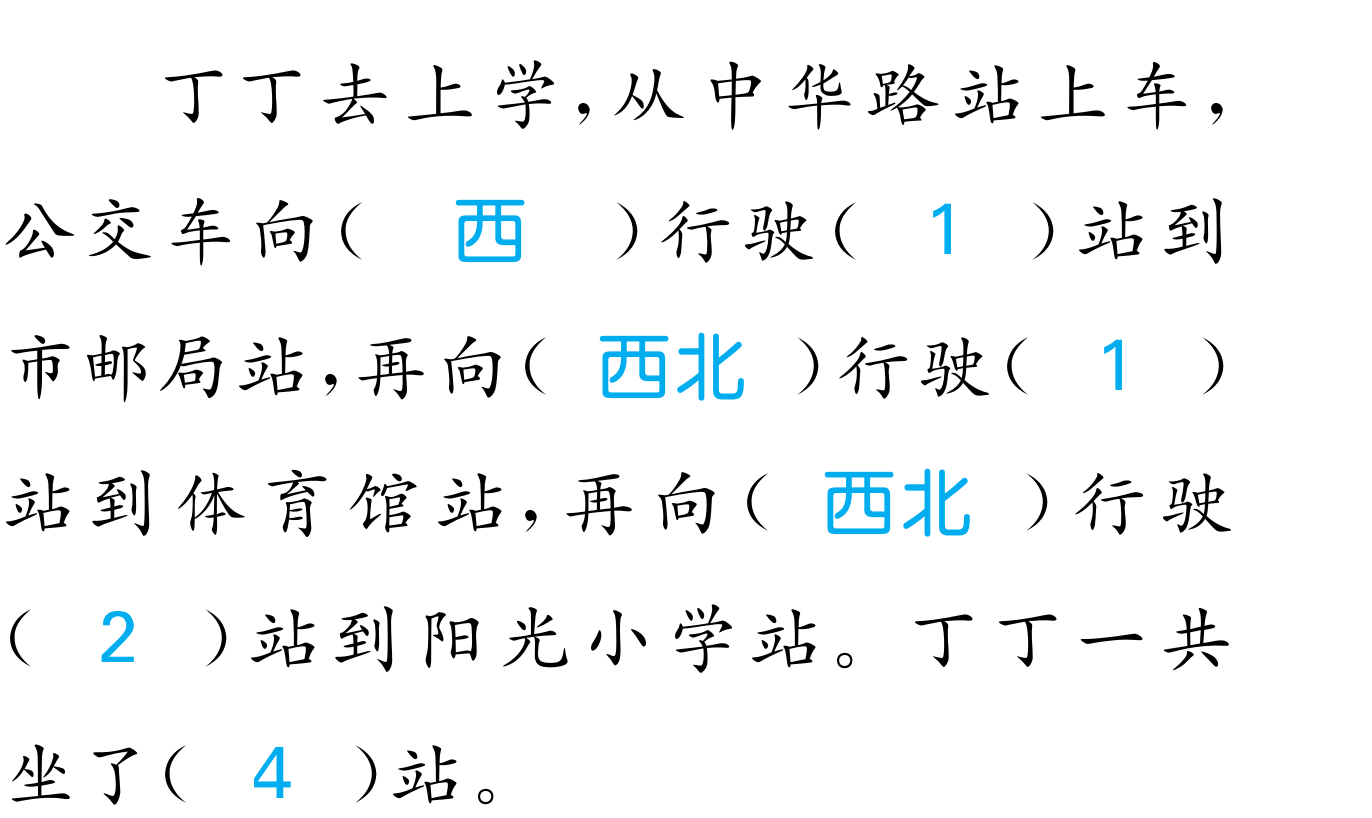 丁丁去上学,从中华路站上车,
公交车向( 西 )行驶( 1 )站到
市邮局站,再向( 西北 )行驶( 1 )
站到体育馆站,再向( 西北 )行驶
( 2 )站到阳光小学站。丁丁一共
坐了( 4 )站。